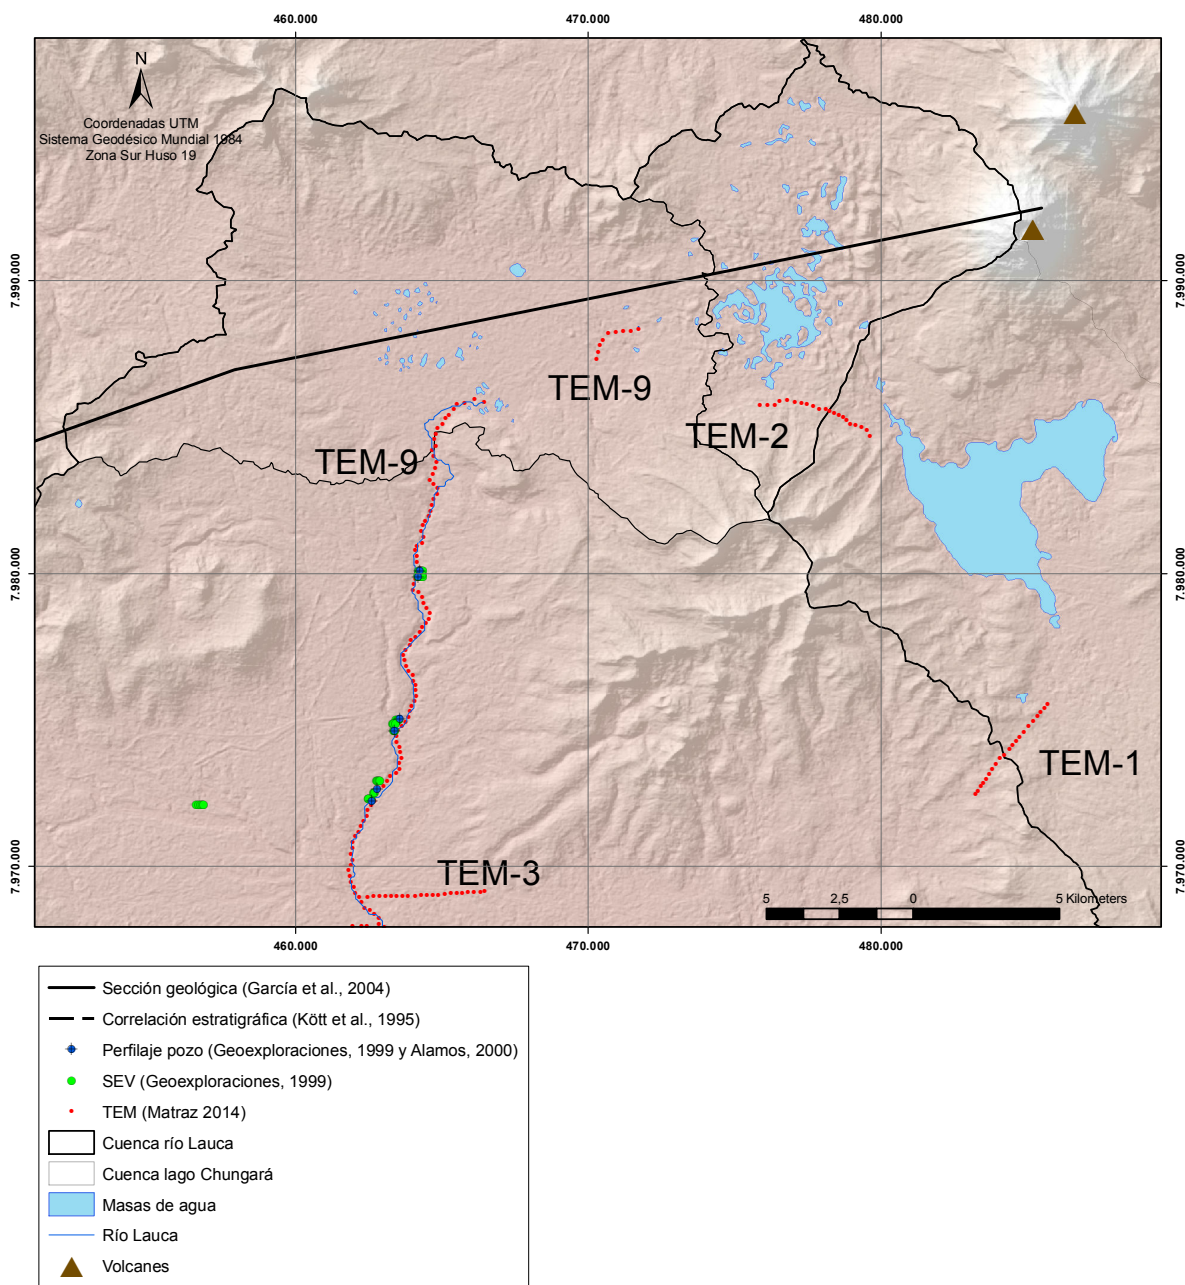 460.000
470.000
480.000
N
Coordenadas UTM
Sistema Geodésico Mundial 1984
Zona Sur Huso 19
7.990.000
7.990.000
TEM-9
TEM-2
TEM-9
7.980.000
7.980.000
TEM-1
TEM-3
7.970.000
7.970.000
5
2,5
0
5 Kilometers
460.000
470.000
480.000
Sección geológica (García et al., 2004)
Correlación estratigráfica (Kött et al., 1995)
Perfilaje pozo (Geoexploraciones, 1999 y Alamos, 2000)
SEV (Geoexploraciones, 1999)
TEM (Matraz 2014)
Cuenca río Lauca
Cuenca lago Chungará
Masas de agua
Río Lauca
Volcanes